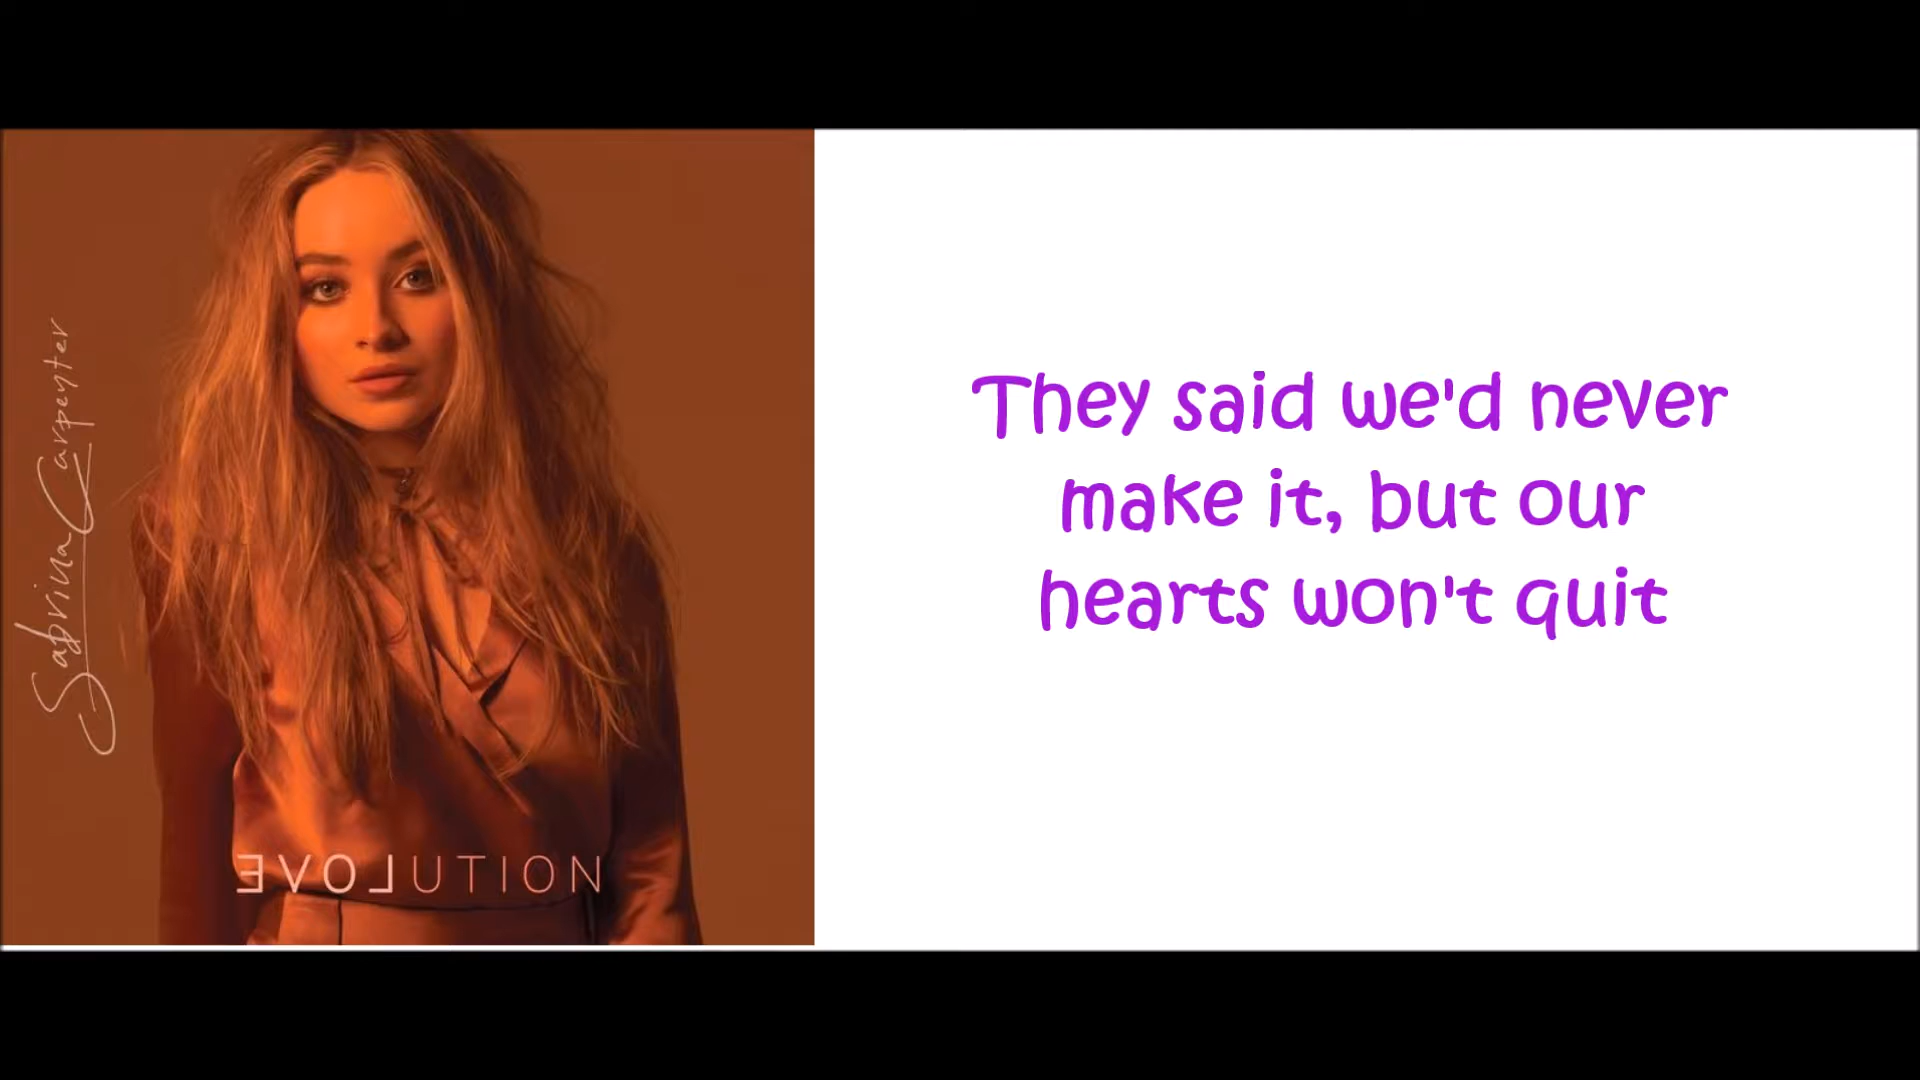 Sabrina Carpenter
EVOLUTION
They said we'd never
make it, but our
hearts won't quit